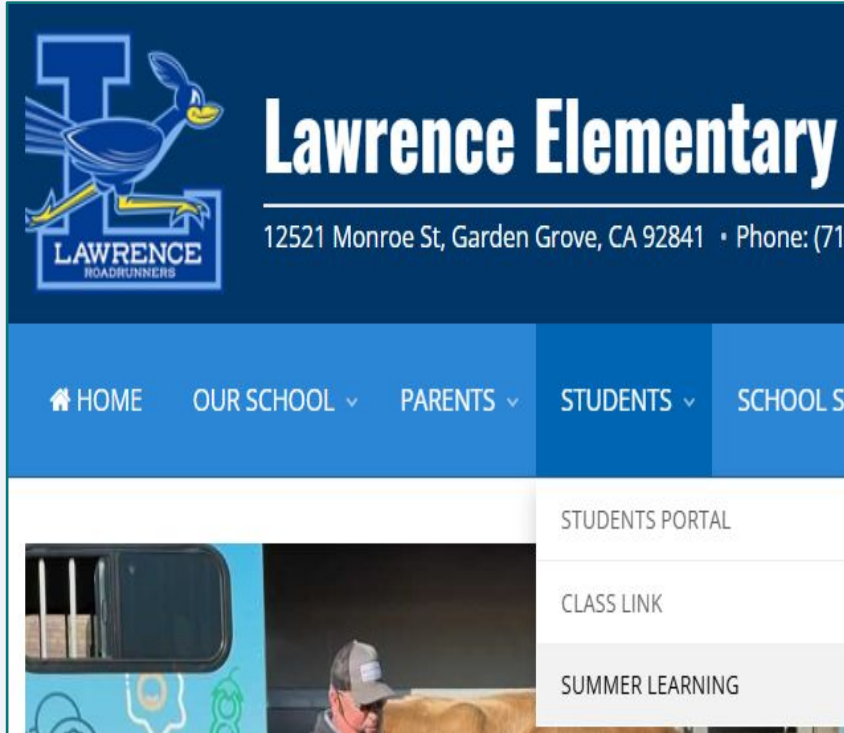 L
LAWRENCE
ROADRUNNERS
Lawrence Elementary
12521 Monroe St, Garden Grove, CA 92841 • Phone: (71
HOME OUR SCHOOL PARENTS STUDENTS SCHOOL S
STUDENTS PORTAL
CLASS LINK
SUMMER LEARNING